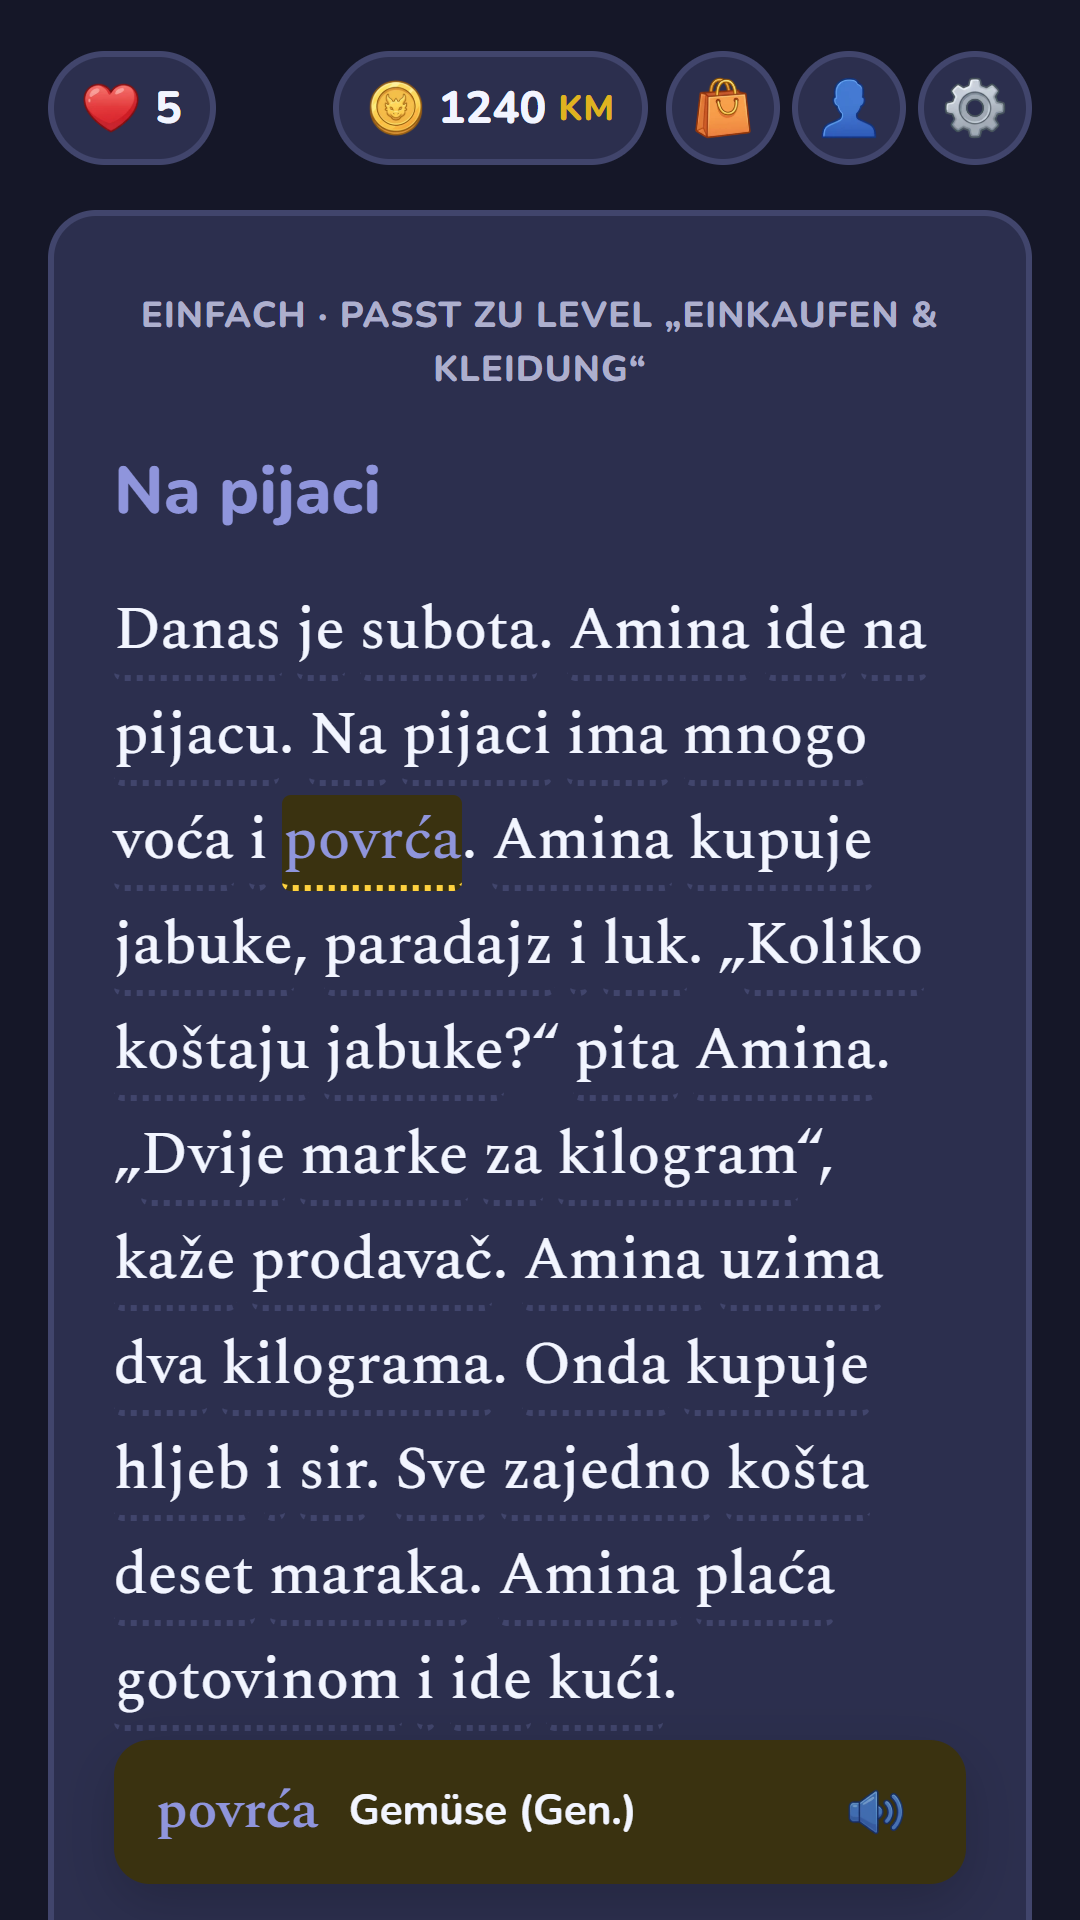 5
1240 KM
EINFACH · PASST ZU LEVEL „EINKAUFEN &
KLEIDUNG“
Na pijaci
Danas je subota. Amina ide na
pijacu. Na pijaci ima mnogo
voća i povrća. Amina kupuje
jabuke, paradajz i luk. „Koliko
koštaju jabuke?“ pita Amina.
„Dvije marke za kilogram“,
kaže prodavač. Amina uzima
dva kilograma. Onda kupuje
hljeb i sir. Sve zajedno košta
deset maraka. Amina plaća
gotovinom i ide kući.
povrća Gemüse (Gen.)